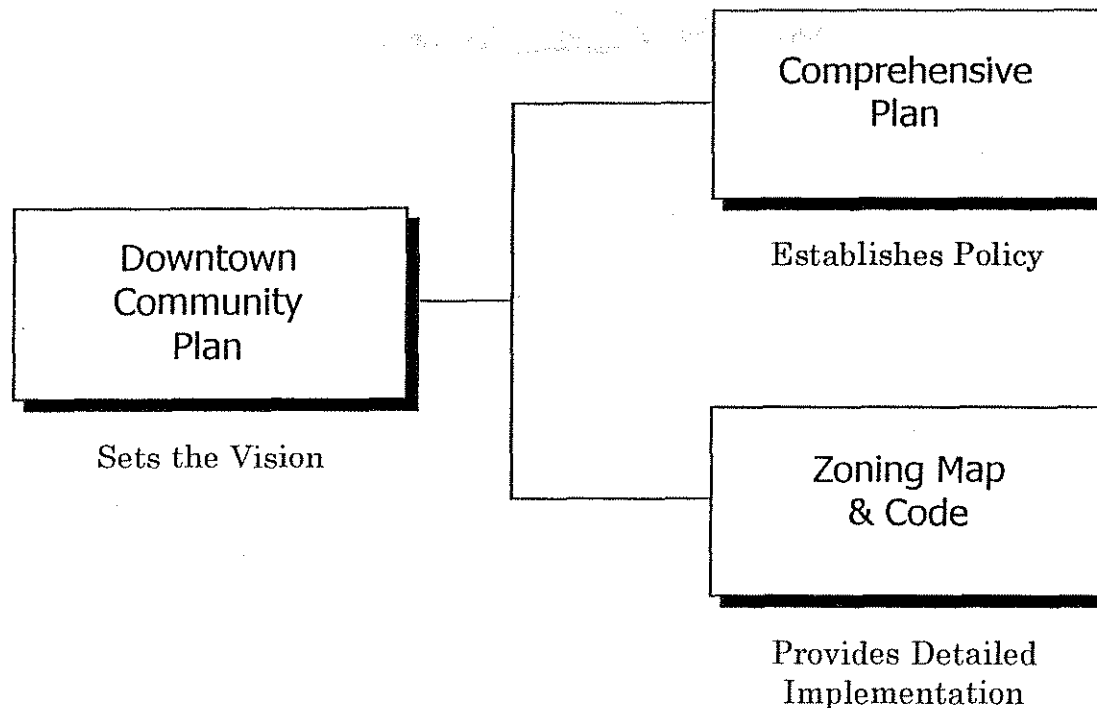 Comprehensive
Plan
Establishes Policy
Downtown
Community
Plan
Sets the Vision
Zoning Map
& Code
Provides Detailed
Implementation